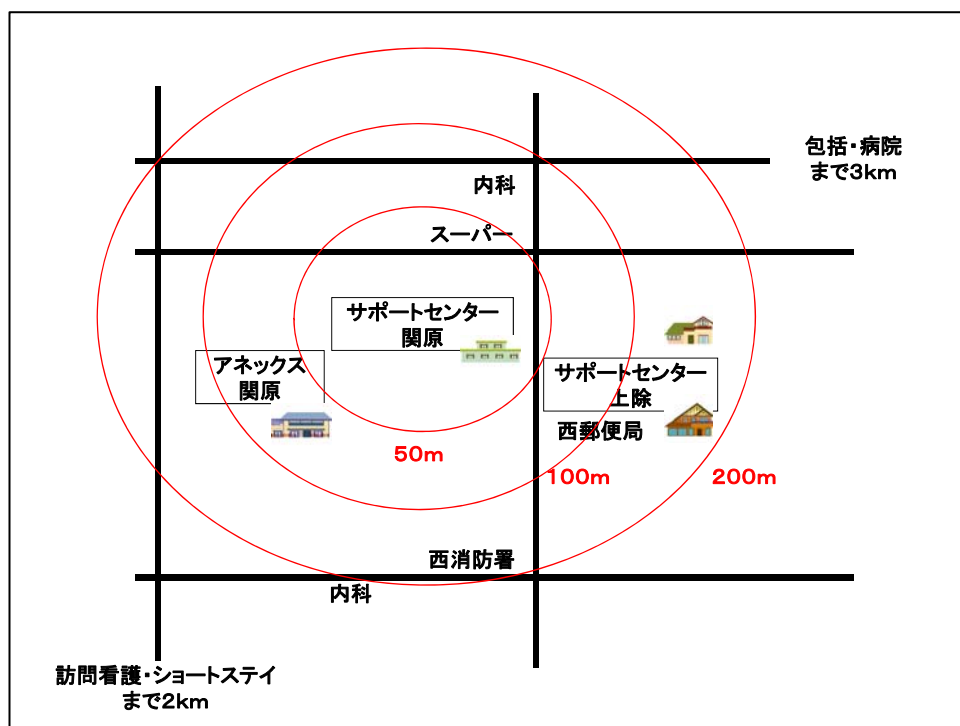 包括・病院
まで3km
内科
スーパー
サポートセンター
関原
アネックス
関原
サポートセンター
上除
西郵便局
50m
100m
200m
西消防署
内科
訪問看護・ショートステイ
まで2km